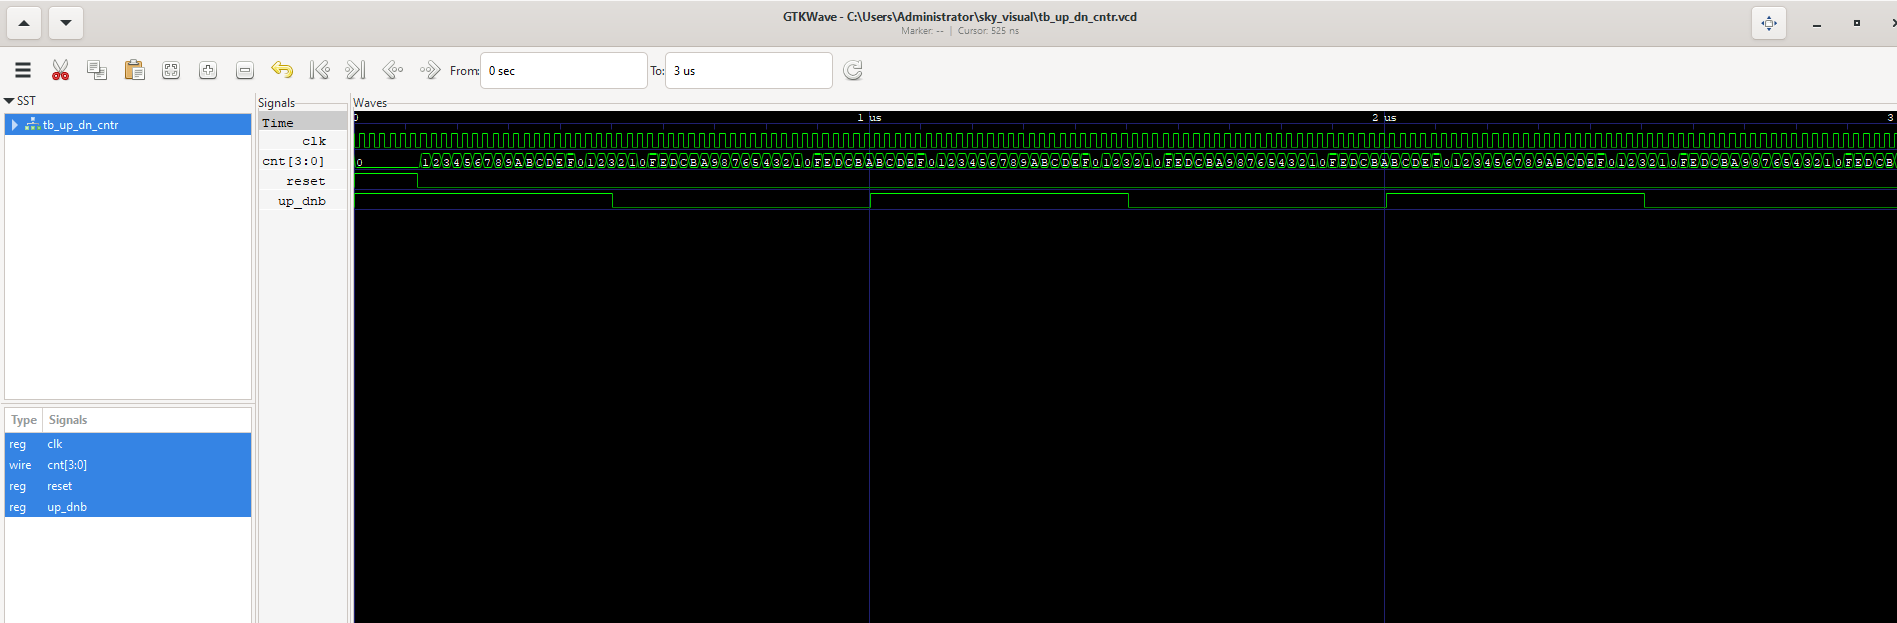 GTKWave - C:\Users\Administrator\sky_visual\tb_up_dn_cntr.vcd
Marker: -- | Cursor: 525 ns
From: 0 sec To: 3 us
SST
tb_up_dn_cntr
Type Signals
reg clk
wire cnt[3:0]
reg reset
reg up_dnb
Signals
Time
clk
cnt[3:0]
reset
up_dnb
Waves
0 1 us 2 us 3
0 1 2 3 4 5 6 7 8 9 A B C D E F 0 1 2 3 2 1 0 F E D C B A 9 8 7 6 5 4 3 2 1 0 F E D C B A B C D E F 0 1 2 3 4 5 6 7 8 9 A B C D E F 0 1 2 3 2 1 0 F E D C B A 9 8 7 6 5 4 3 2 1 0 F E D C B A B C D E F 0 1 2 3 4 5 6 7 8 9 A B C D E F 0 1 2 3 2 1 0 F E D C B A 9 8 7 6 5 4 3 2 1 0 F E D C B